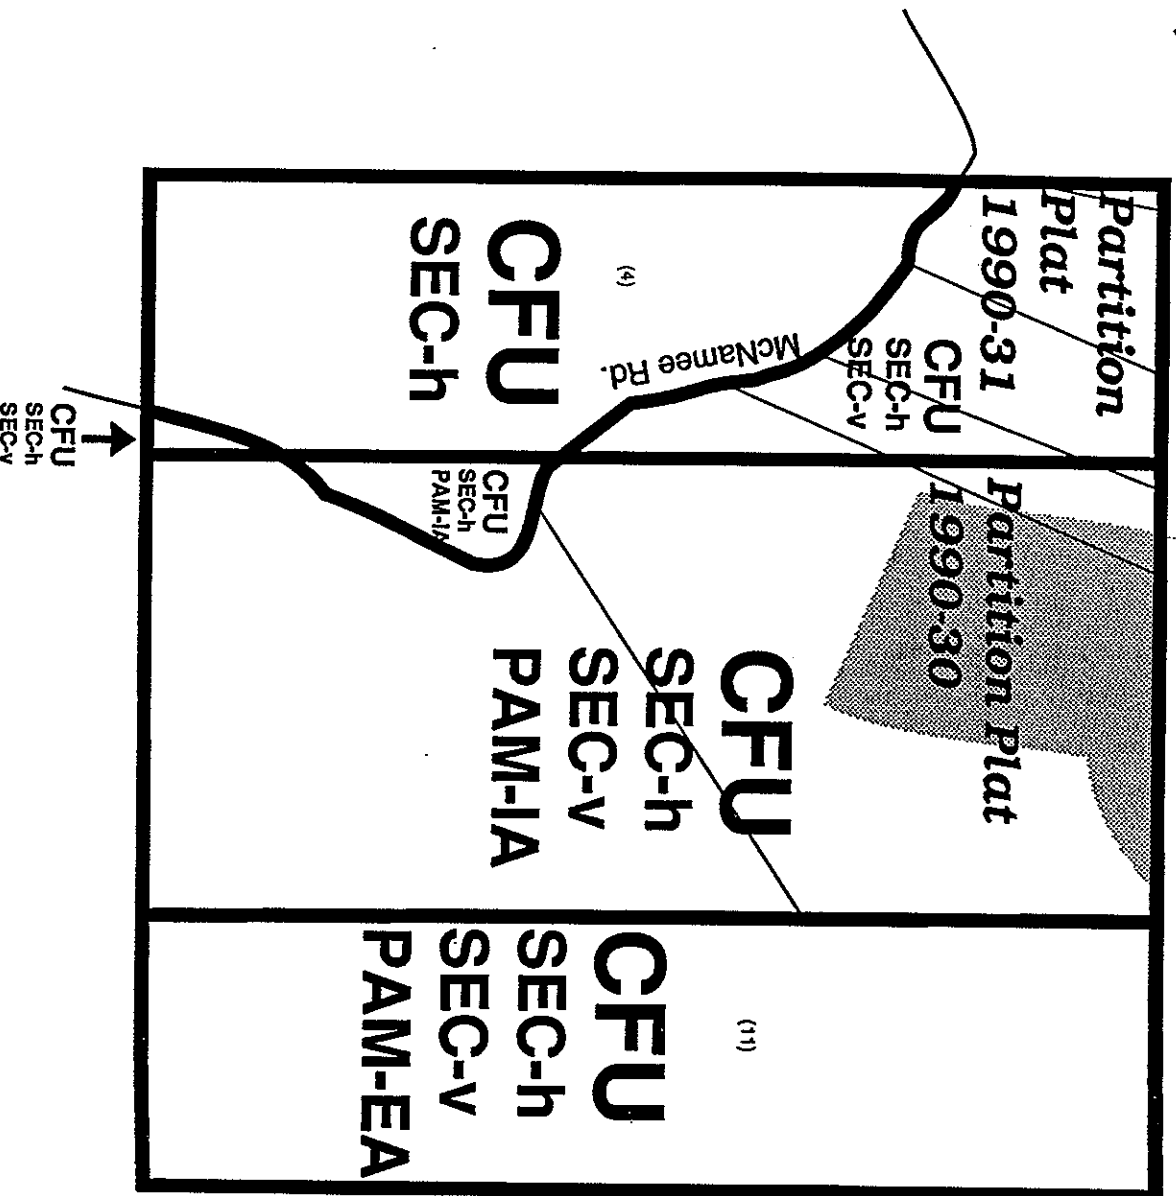 Partition
Plat
1990-31
CFU
SEC-h
SEC-v
McNamee Rd.
(4)
CFU
SEC-h
Partition Plat
1990-30
CFU
SEC-h
SEC-v
PAM-IA
CFU
SEC-h
PAM-IA
CFU
SEC-h
SEC-v
(11)
CFU
SEC-h
SEC-v
PAM-EA